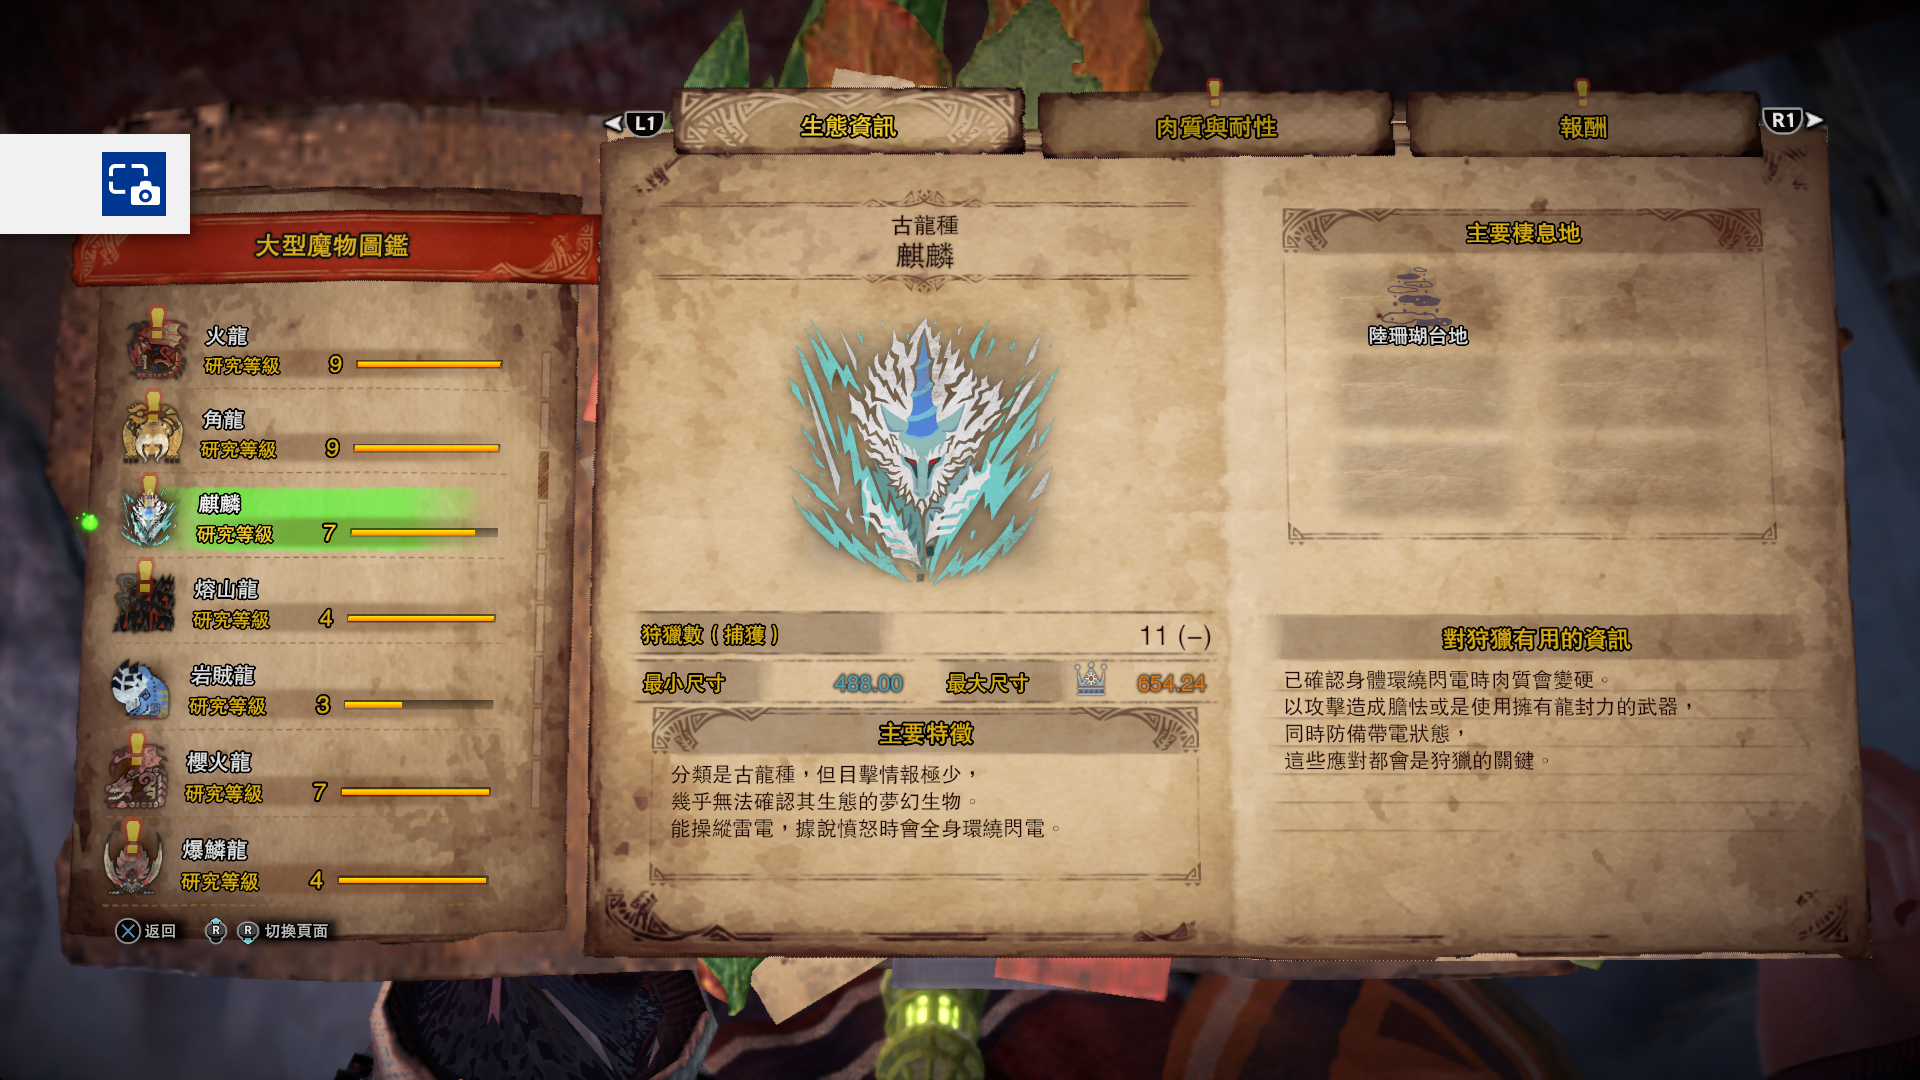 L1
生態資訊
肉質與耐性
報酬
R1
大型魔物圖鑑
火龍
研究等級 9
角龍
研究等級 9
麒麟
研究等級 7
熔山龍
研究等級 4
岩賊龍
研究等級 3
櫻火龍
研究等級 7
爆鱗龍
研究等級 4
返回 R R 切換頁面
古龍種
麒麟
狩獵數(捕獲) 11 (–)
最小尺寸 488.00 最大尺寸 654.24
主要特徵
分類是古龍種，但目擊情報極少，
幾乎無法確認其生態的夢幻生物。
能操縱雷電，據說憤怒時會全身環繞閃電。
主要棲息地
陸珊瑚台地
對狩獵有用的資訊
已確認身體環繞閃電時肉質會變硬。
以攻擊造成膽怯或是使用擁有龍封力的武器，
同時防備帶電狀態，
這些應對都會是狩獵的關鍵。